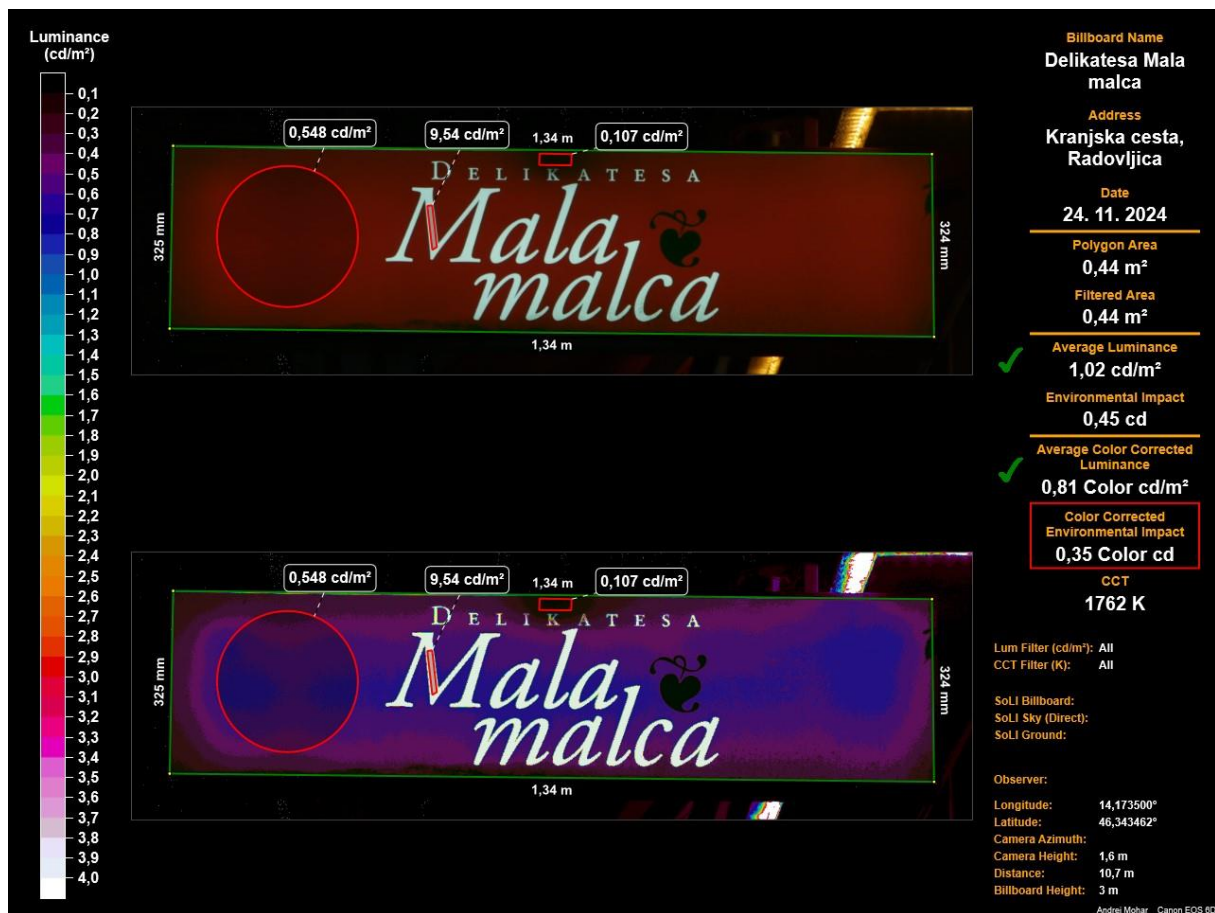 Luminance
(cd/m²)
0,1
0,2
0,3
0,4
0,5
0,6
0,7
0,8
0,9
1,0
1,1
1,2
1,3
1,4
1,5
1,6
1,7
1,8
1,9
2,0
2,1
2,2
2,3
2,4
2,5
2,6
2,7
2,8
2,9
3,0
3,1
3,2
3,3
3,4
3,5
3,6
3,7
3,8
3,9
4,0
0,548 cd/m²
9,54 cd/m²
1,34 m
0,107 cd/m²
325 mm
DELIKATESA
Mala
malca
324 mm
1,34 m
0,548 cd/m²
9,54 cd/m²
1,34 m
0,107 cd/m²
325 mm
DELIKATESA
Mala
malca
324 mm
1,34 m
Billboard Name
Delikatesa Mala
malca
Address
Kranjska cesta,
Radovljica
Date
24. 11. 2024
Polygon Area
0,44 m²
Filtered Area
0,44 m²
Average Luminance
1,02 cd/m²
Environmental Impact
0,45 cd
Average Color Corrected
Luminance
0,81 Color cd/m²
Color Corrected
Environmental Impact
0,35 Color cd
CCT
1762 K
Lum Filter (cd/m²): All
CCT Filter (K): All
SoLI Billboard:
SoLI Sky (Direct):
SoLI Ground:
Observer:
Longitude: 14,173500°
Latitude: 46,343462°
Camera Azimuth:
Camera Height: 1,6 m
Distance: 10,7 m
Billboard Height: 3 m
Andrej Mohar Canon EOS 6D